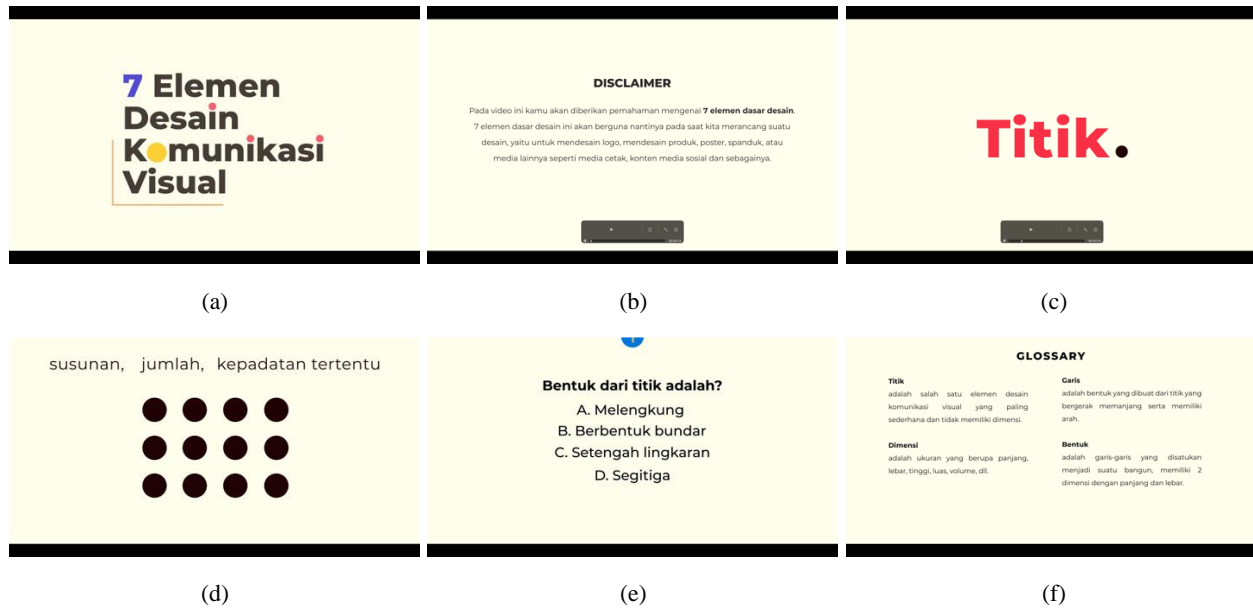 7 Elemen
Desain
Komunikasi
Visual
DISCLAIMER
Pada video ini kamu akan diberikan pemahaman mengenai 7 elemen dasar desain.
7 elemen dasar desain ini akan berguna nantinya pada saat kita merancang suatu
desain, yaitu untuk mendesain logo, mendesain produk, poster, spanduk, atau
media lainnya seperti media cetak, konten media sosial dan sebagainya.
Titik.
(a)
(b)
(c)
susunan, jumlah, kepadatan tertentu
Bentuk dari titik adalah?
A. Melengkung
B. Berbentuk bundar
C. Setengah lingkaran
D. Segitiga
GLOSSARY
Titik
adalah salah satu elemen desain
komunikasi visual yang paling
sederhana dan tidak memiliki dimensi.
Dimensi
adalah ukuran yang berupa panjang,
lebar, tinggi, luas, volume, dll.
Garis
adalah bentuk yang dibuat dari titik yang
bergerak memanjang serta memiliki
arah.
Bentuk
adalah garis-garis yang disatukan
menjadi suatu bangun, memiliki 2
dimensi dengan panjang dan lebar.
(d)
(e)
(f)